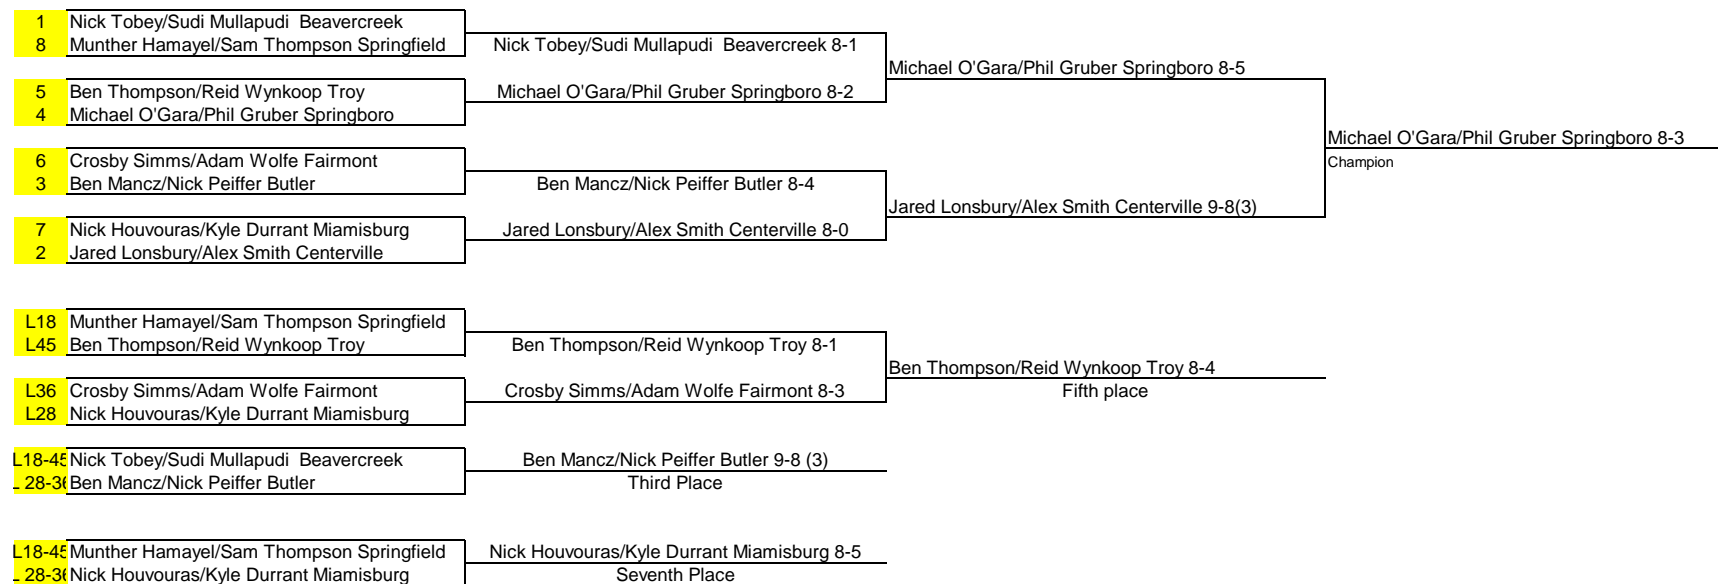 1 Nick Tobey/Sudi Mullapudi  Beavercreek
8 Munther Hamayel/Sam Thompson Springfield
Nick Tobey/Sudi Mullapudi  Beavercreek 8-1
Michael O'Gara/Phil Gruber Springboro 8-5
5 Ben Thompson/Reid Wynkoop Troy
Michael O'Gara/Phil Gruber Springboro 8-2
4 Michael O'Gara/Phil Gruber Springboro
Michael O'Gara/Phil Gruber Springboro 8-3
Champion
6 Crosby Simms/Adam Wolfe Fairmont
3 Ben Mancz/Nick Peiffer Butler
Ben Mancz/Nick Peiffer Butler 8-4
Jared Lonsbury/Alex Smith Centerville 9-8(3)
7 Nick Houvouras/Kyle Durrant Miamisburg
Jared Lonsbury/Alex Smith Centerville 8-0
2 Jared Lonsbury/Alex Smith Centerville
L18 Munther Hamayel/Sam Thompson Springfield
L45 Ben Thompson/Reid Wynkoop Troy
Ben Thompson/Reid Wynkoop Troy 8-1
Ben Thompson/Reid Wynkoop Troy 8-4
Fifth place
L36 Crosby Simms/Adam Wolfe Fairmont
Crosby Simms/Adam Wolfe Fairmont 8-3
L28 Nick Houvouras/Kyle Durrant Miamisburg
L18-45 Nick Tobey/Sudi Mullapudi  Beavercreek
Ben Mancz/Nick Peiffer Butler 9-8 (3)
L 28-36 Ben Mancz/Nick Peiffer Butler
Third Place
L18-45 Munther Hamayel/Sam Thompson Springfield
Nick Houvouras/Kyle Durrant Miamisburg 8-5
L 28-36 Nick Houvouras/Kyle Durrant Miamisburg
Seventh Place